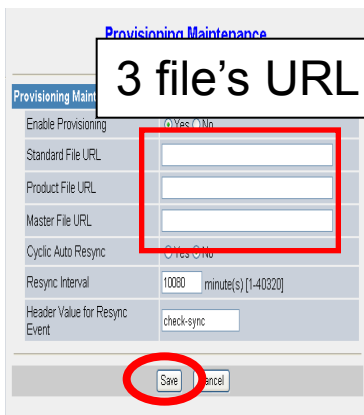 Provisioning Maintenance
3 file's URL
Provisioning Maint
Enable Provisioning Yes No
Standard File URL
Product File URL
Master File URL
Cyclic Auto Resync Yes No
Resync Interval 10080 minute(s) [1-40320]
Header Value for Resync
Event check-sync
Save Cancel